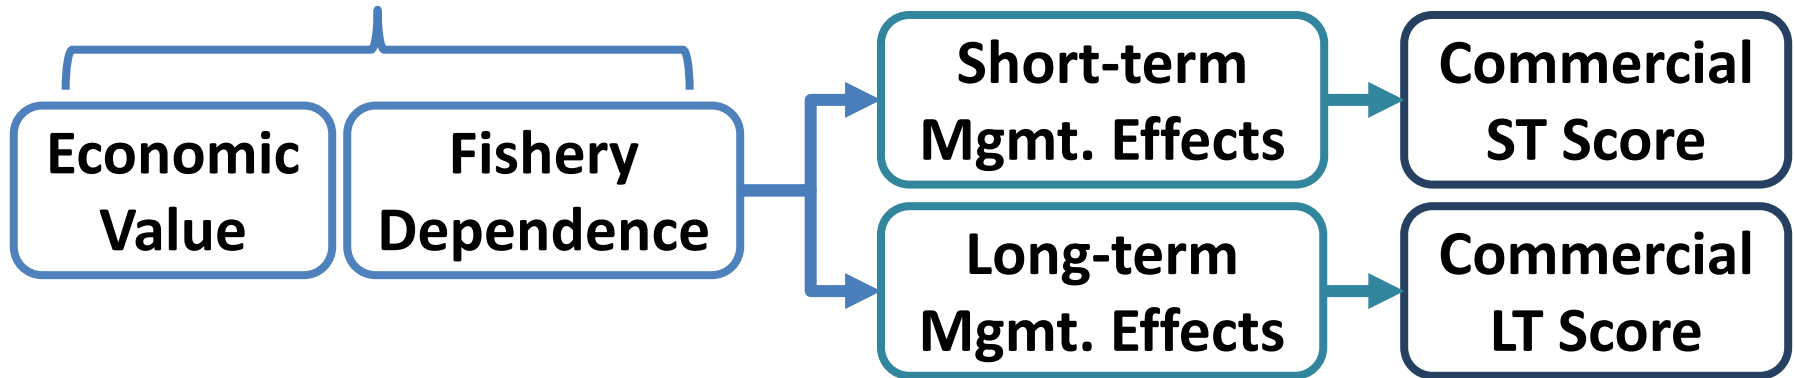 Economic
Value
Fishery
Dependence
Short-term
Mgmt. Effects
Commercial
ST Score
Long-term
Mgmt. Effects
Commercial
LT Score